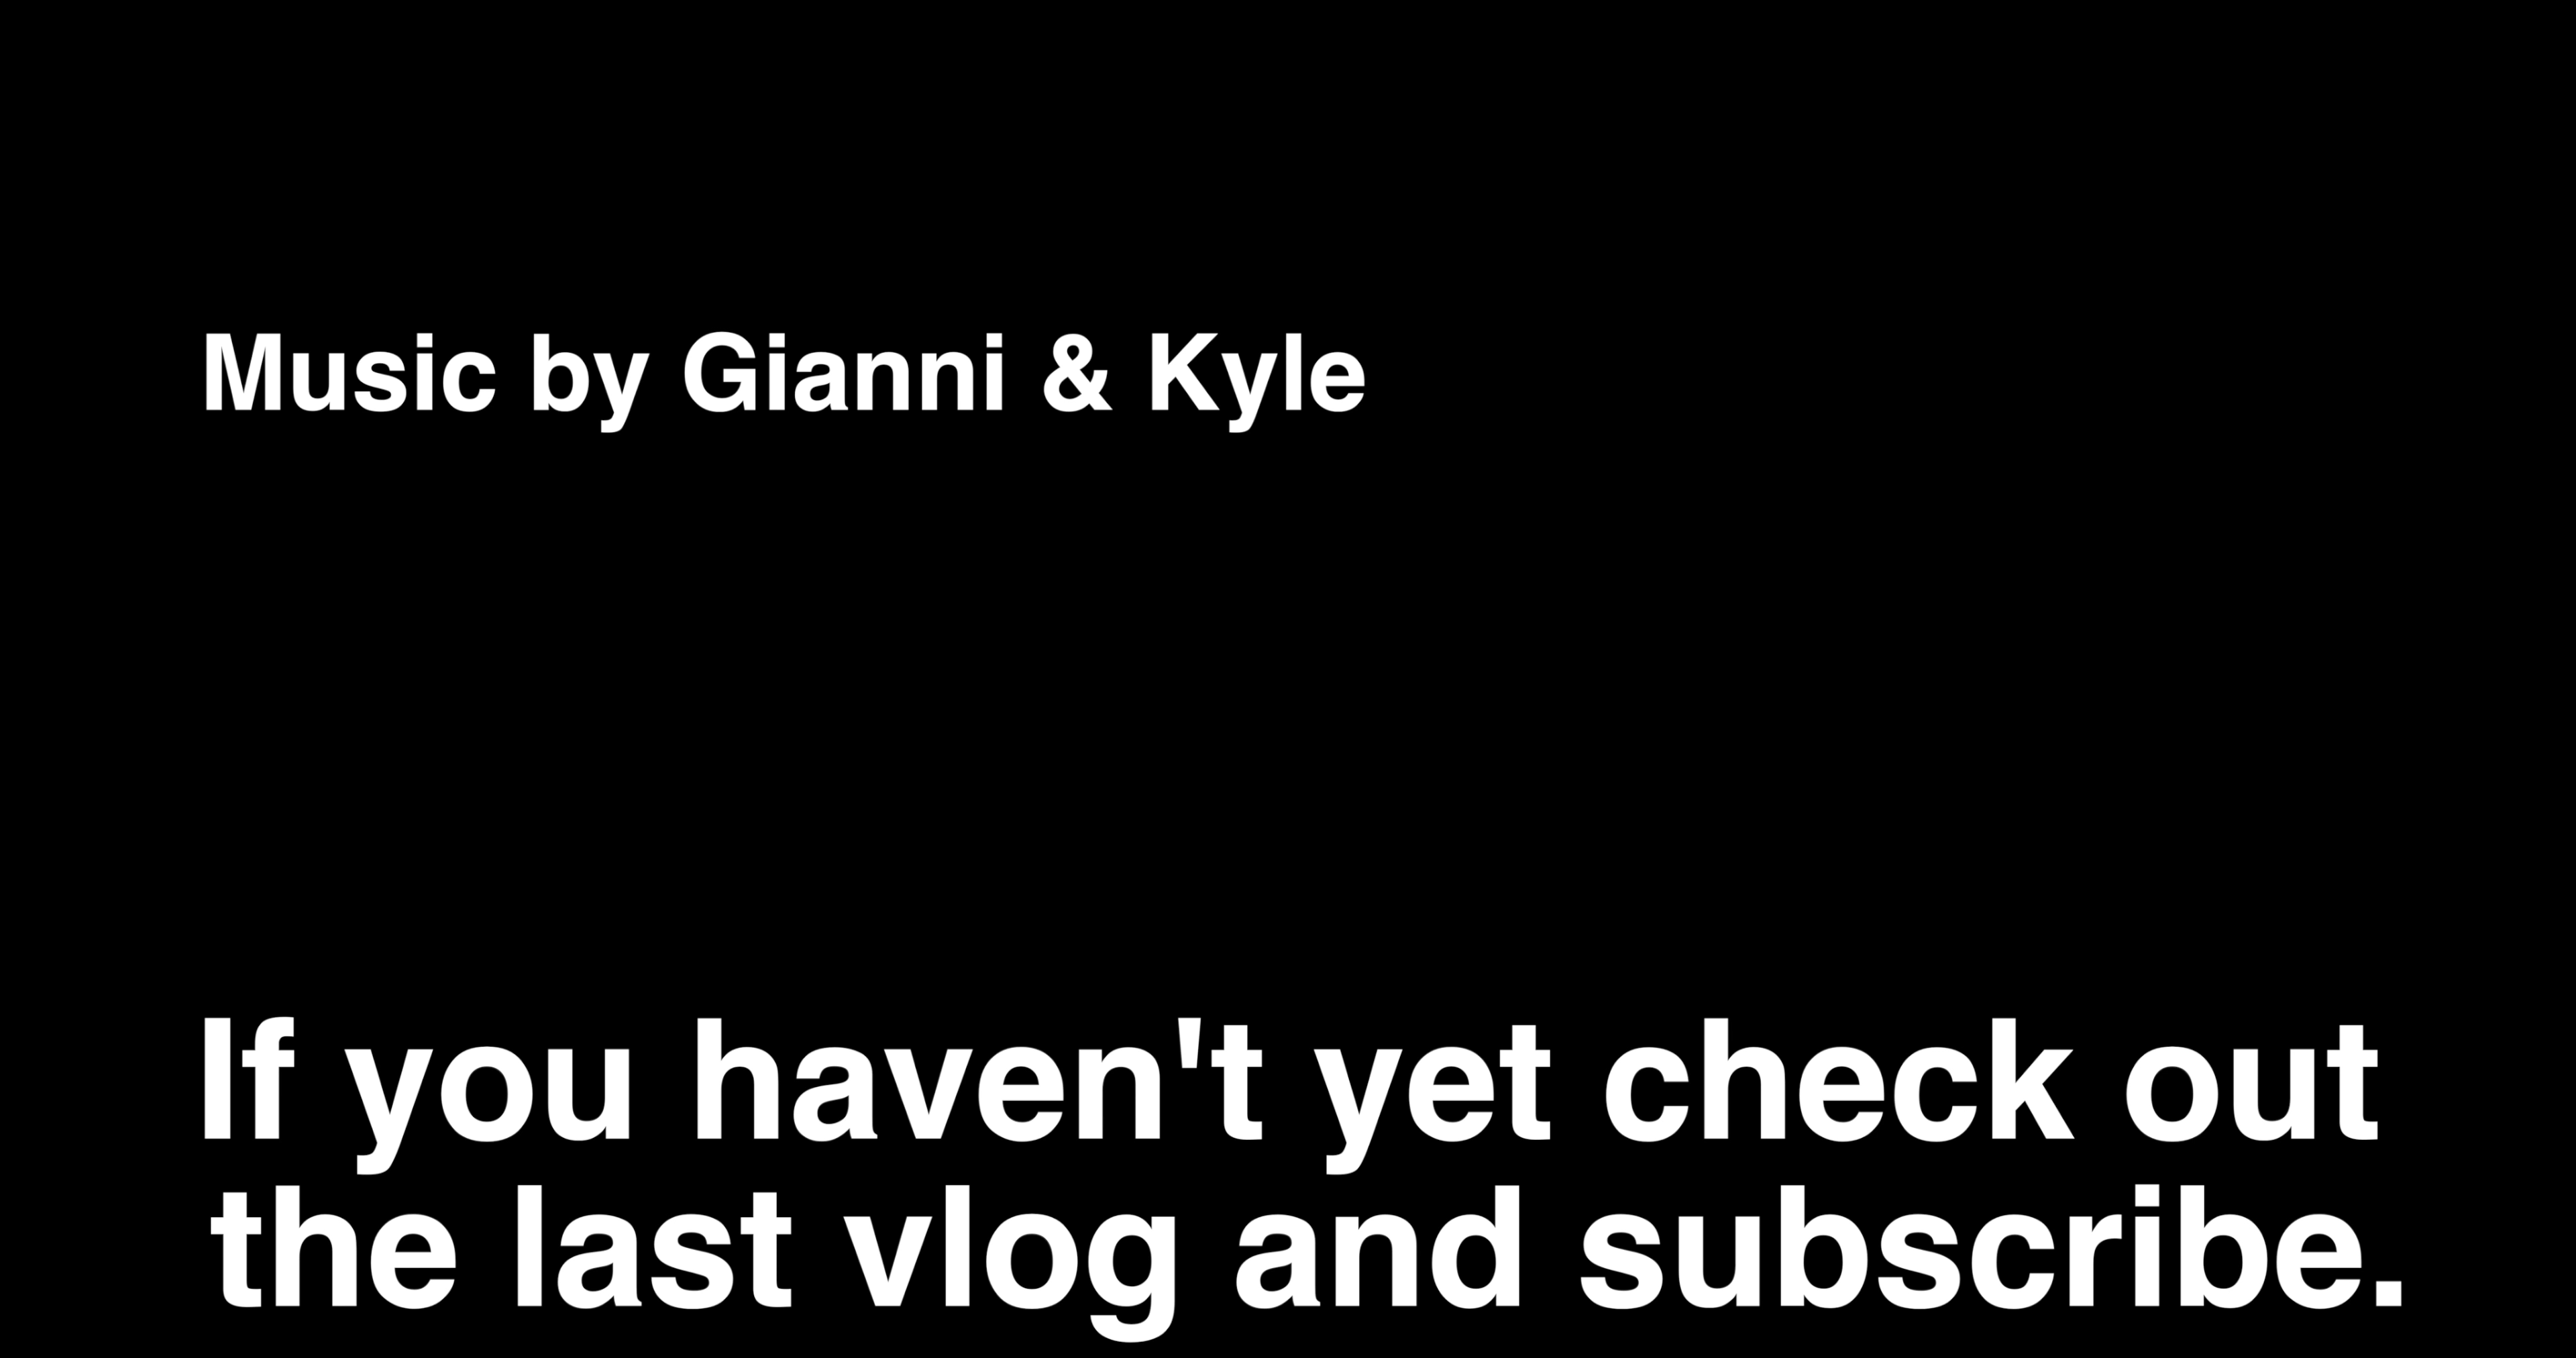 Music by Gianni & Kyle
If you haven't yet check out
the last vlog and subscribe.